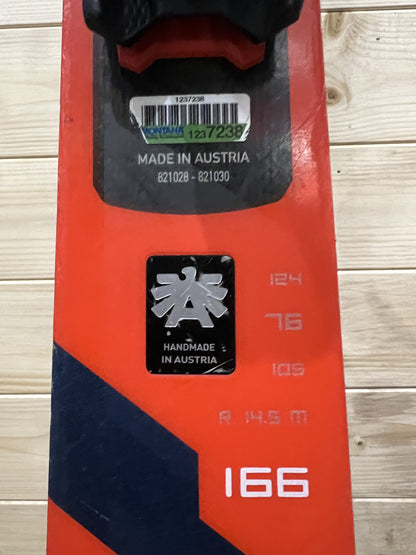 1237238
MONTANA
1237238
MADE IN AUSTRIA
821028 - 821030
124
76
HANDMADE
IN AUSTRIA
105
R 14.5 m
166